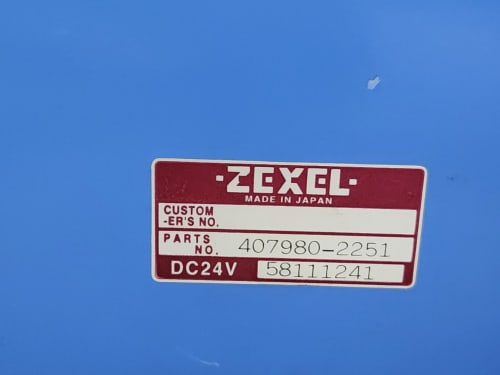 ·ZEXEL·
MADE IN JAPAN
CUSTOM
-ER'S NO.
PARTS
NO. 407980-2251
DC24V 58111241